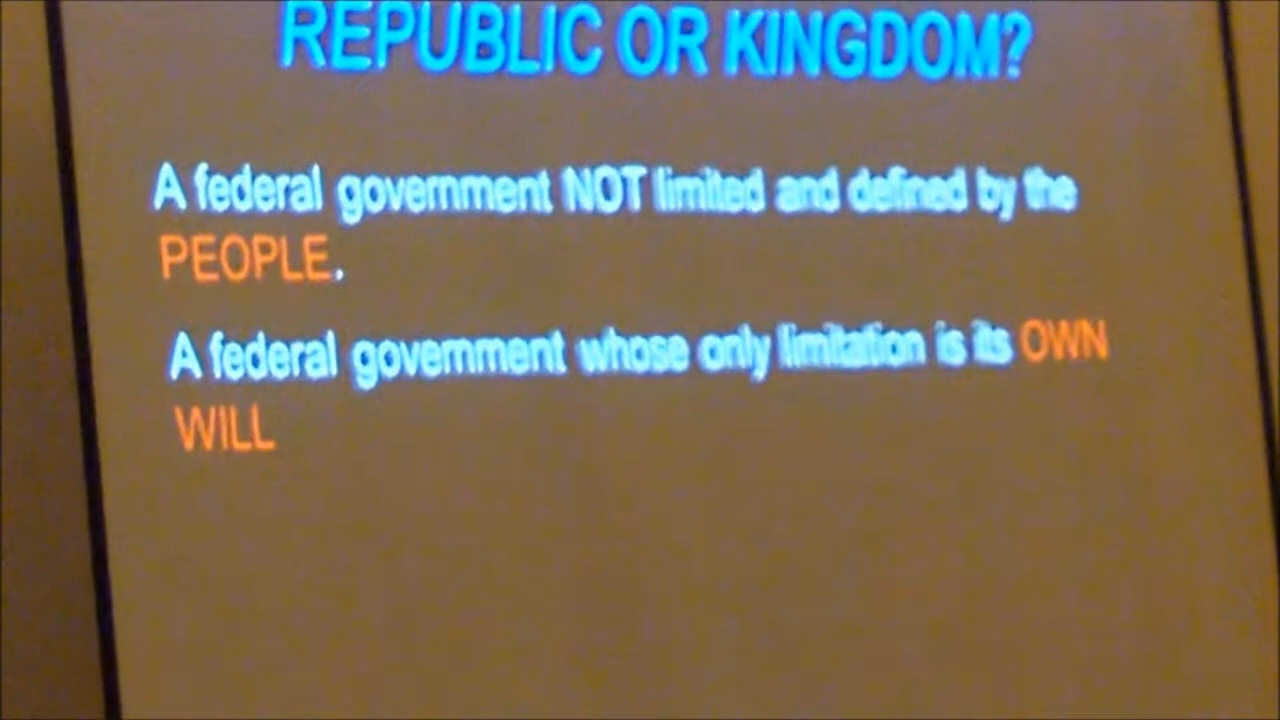 REPUBLIC OR KINGDOM?
A federal government NOT limited and defined by the
PEOPLE.
A federal government whose only limitation is its OWN
WILL